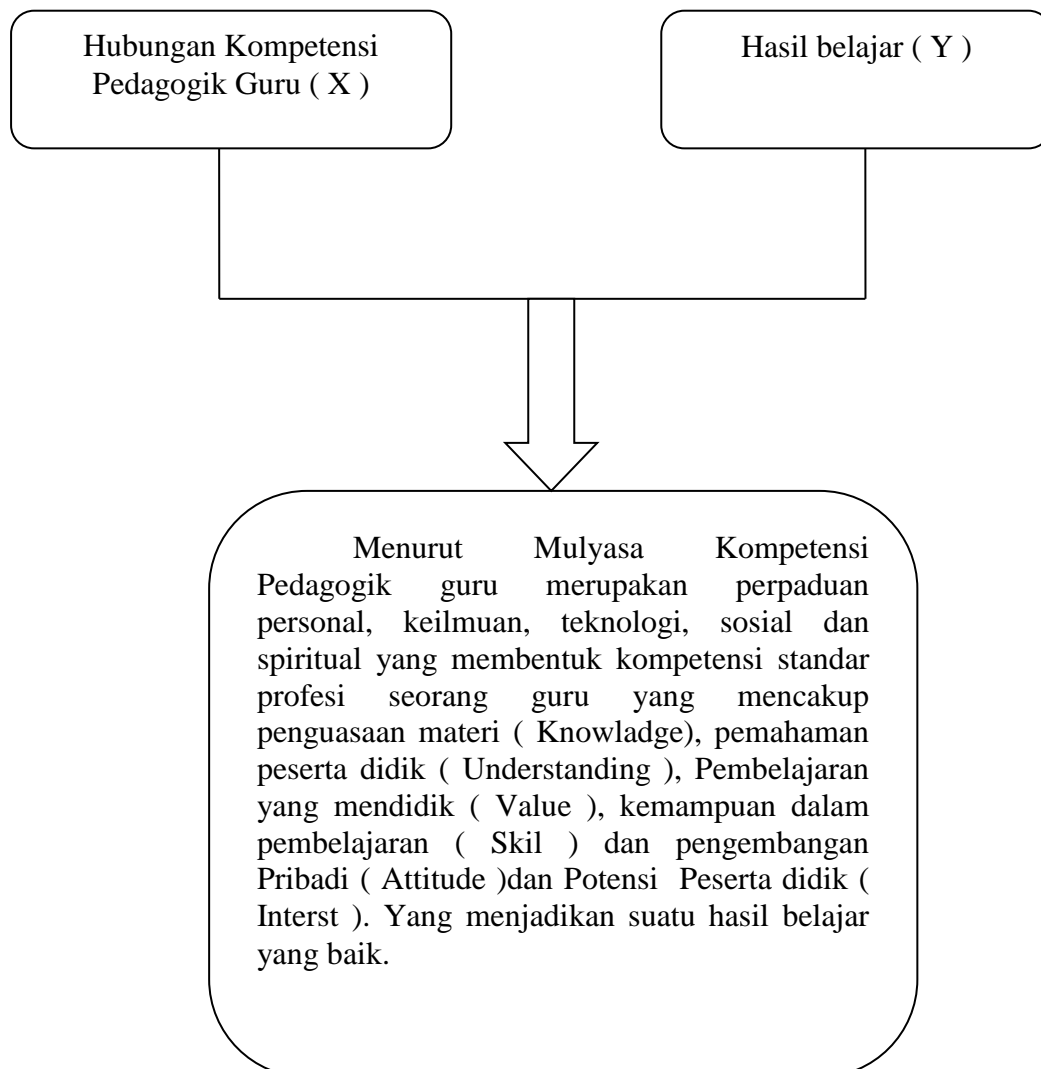 Hubungan Kompetensi
Pedagogik Guru ( X )
Hasil belajar ( Y )
Menurut Mulyasa Kompetensi
Pedagogik guru merupakan perpaduan
personal, keilmuan, teknologi, sosial dan
spiritual yang membentuk kompetensi standar
profesi seorang guru yang mencakup
penguasaan materi ( Knowladge), pemahaman
peserta didik ( Understanding ), Pembelajaran
yang mendidik ( Value ), kemampuan dalam
pembelajaran ( Skil ) dan pengembangan
Pribadi ( Attitude )dan Potensi Peserta didik (
Interst ). Yang menjadikan suatu hasil belajar
yang baik.